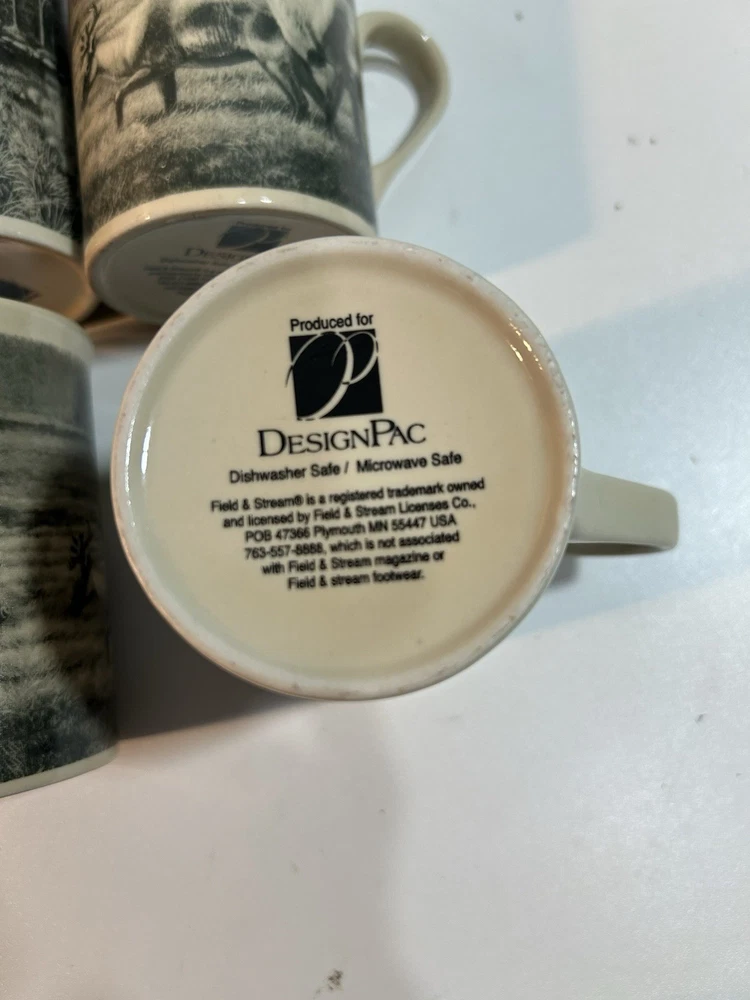 Produced for
DESIGNPAC
Dishwasher Safe / Microwave Safe
Field & Stream® is a registered trademark owned
and licensed by Field & Stream Licenses Co.,
POB 47366 Plymouth MN 55447 USA
763-557-8888, which is not associated
with Field & Stream magazine or
Field & stream footwear.
DESIGN